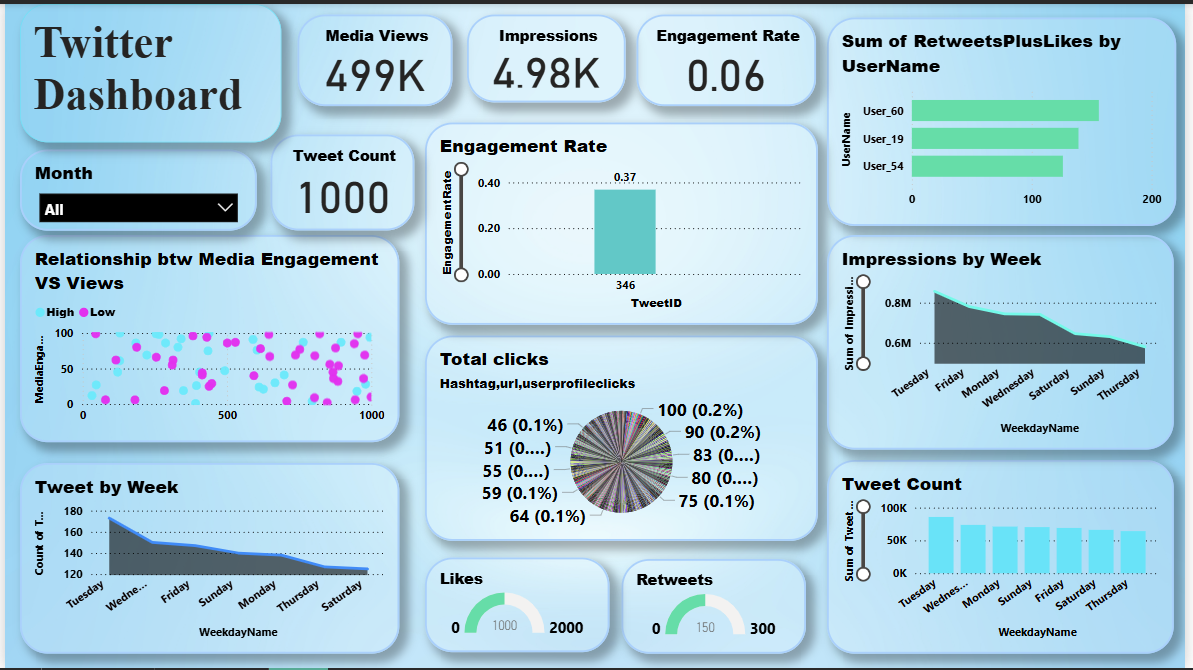 Twitter
Dashboard
Media Views
499K
Impressions
4.98K
Engagement Rate
0.06
Sum of RetweetsPlusLikes by
UserName
UserName
User_60
User_19
User_54
0 100 200
Month
All
Tweet Count
1000
Engagement Rate
EngagementRate
0.40
0.20
0.00
0.37
346
TweetID
Relationship btw Media Engagement
VS Views
High Low
MediaEnga...
100
50
0
0 500 1000
Impressions by Week
Sum of Impressi...
0.8M
0.6M
Tuesday Friday Monday Wednesday Saturday Sunday Thursday
WeekdayName
Total clicks
Hashtag,url,userprofileclicks
100 (0.2%)
90 (0.2%)
83 (0....)
80 (0....)
75 (0.1%)
64 (0.1%)
59 (0.1%)
55 (0....)
51 (0....)
46 (0.1%)
Tweet by Week
Count of T...
180
160
140
120
Tuesday Wedne... Friday Sunday Monday Thursday Saturday
WeekdayName
Likes
0 1000 2000
Retweets
0 150 300
Tweet Count
Sum of Tweet ...
100K
50K
0K
Tuesday Wednes... Monday Sunday Friday Saturday Thursday
WeekdayName